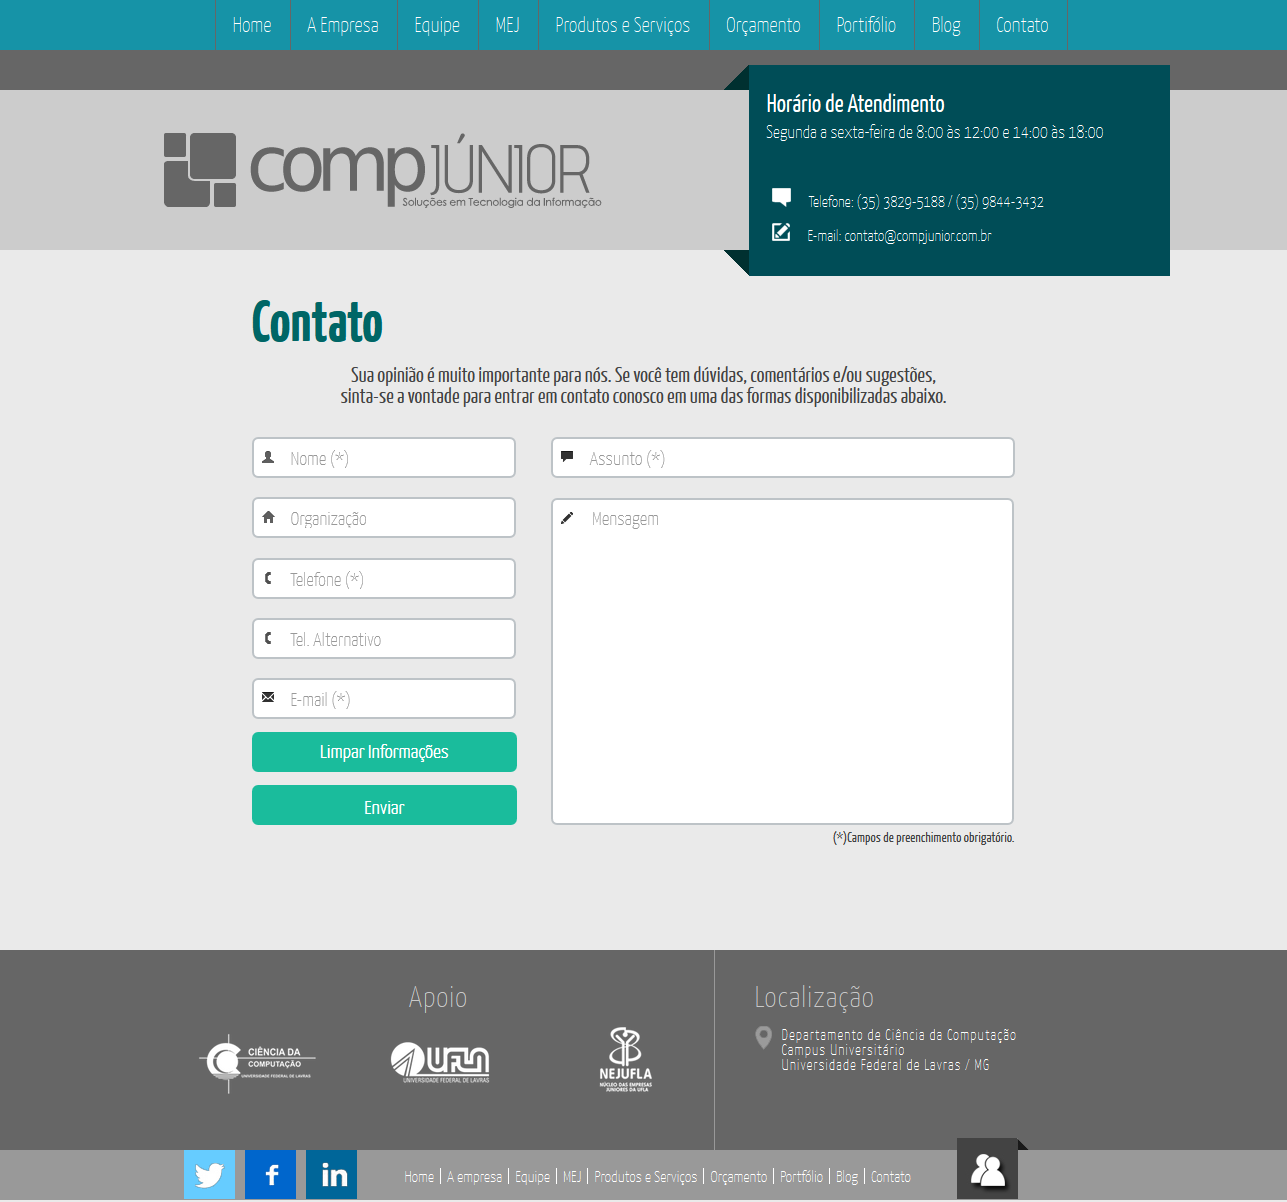 Home A Empresa Equipe MEJ Produtos e Serviços Orçamento Portifólio Blog Contato
Horário de Atendimento
Segunda a sexta-feira de 8:00 às 12:00 e 14:00 às 18:00
compJÚNIOR
Soluções em Tecnologia da Informação
Telefone: (35) 3829-5188 / (35) 9844-3432
E-mail: contato@compjunior.com.br
Contato
Sua opinião é muito importante para nós. Se você tem dúvidas, comentários e/ou sugestões,
sinta-se a vontade para entrar em contato conosco em uma das formas disponibilizadas abaixo.
Nome (*)
Organização
Telefone (*)
Tel. Alternativo
E-mail (*)
Limpar Informações
Enviar
Assunto (*)
Mensagem
(*)Campos de preenchimento obrigatório.
Apoio
CIÊNCIA DA
COMPUTAÇÃO
UNIVERSIDADE FEDERAL DE LAVRAS
UFLA
UNIVERSIDADE FEDERAL DE LAVRAS
NEJUFLA
NÚCLEO DAS EMPRESAS
JUNIORES DA UFLA
Localização
Departamento de Ciência da Computação
Campus Universitário
Universidade Federal de Lavras / MG
f
in
Home | A empresa | Equipe | MEJ | Produtos e Serviços | Orçamento | Portfólio | Blog | Contato